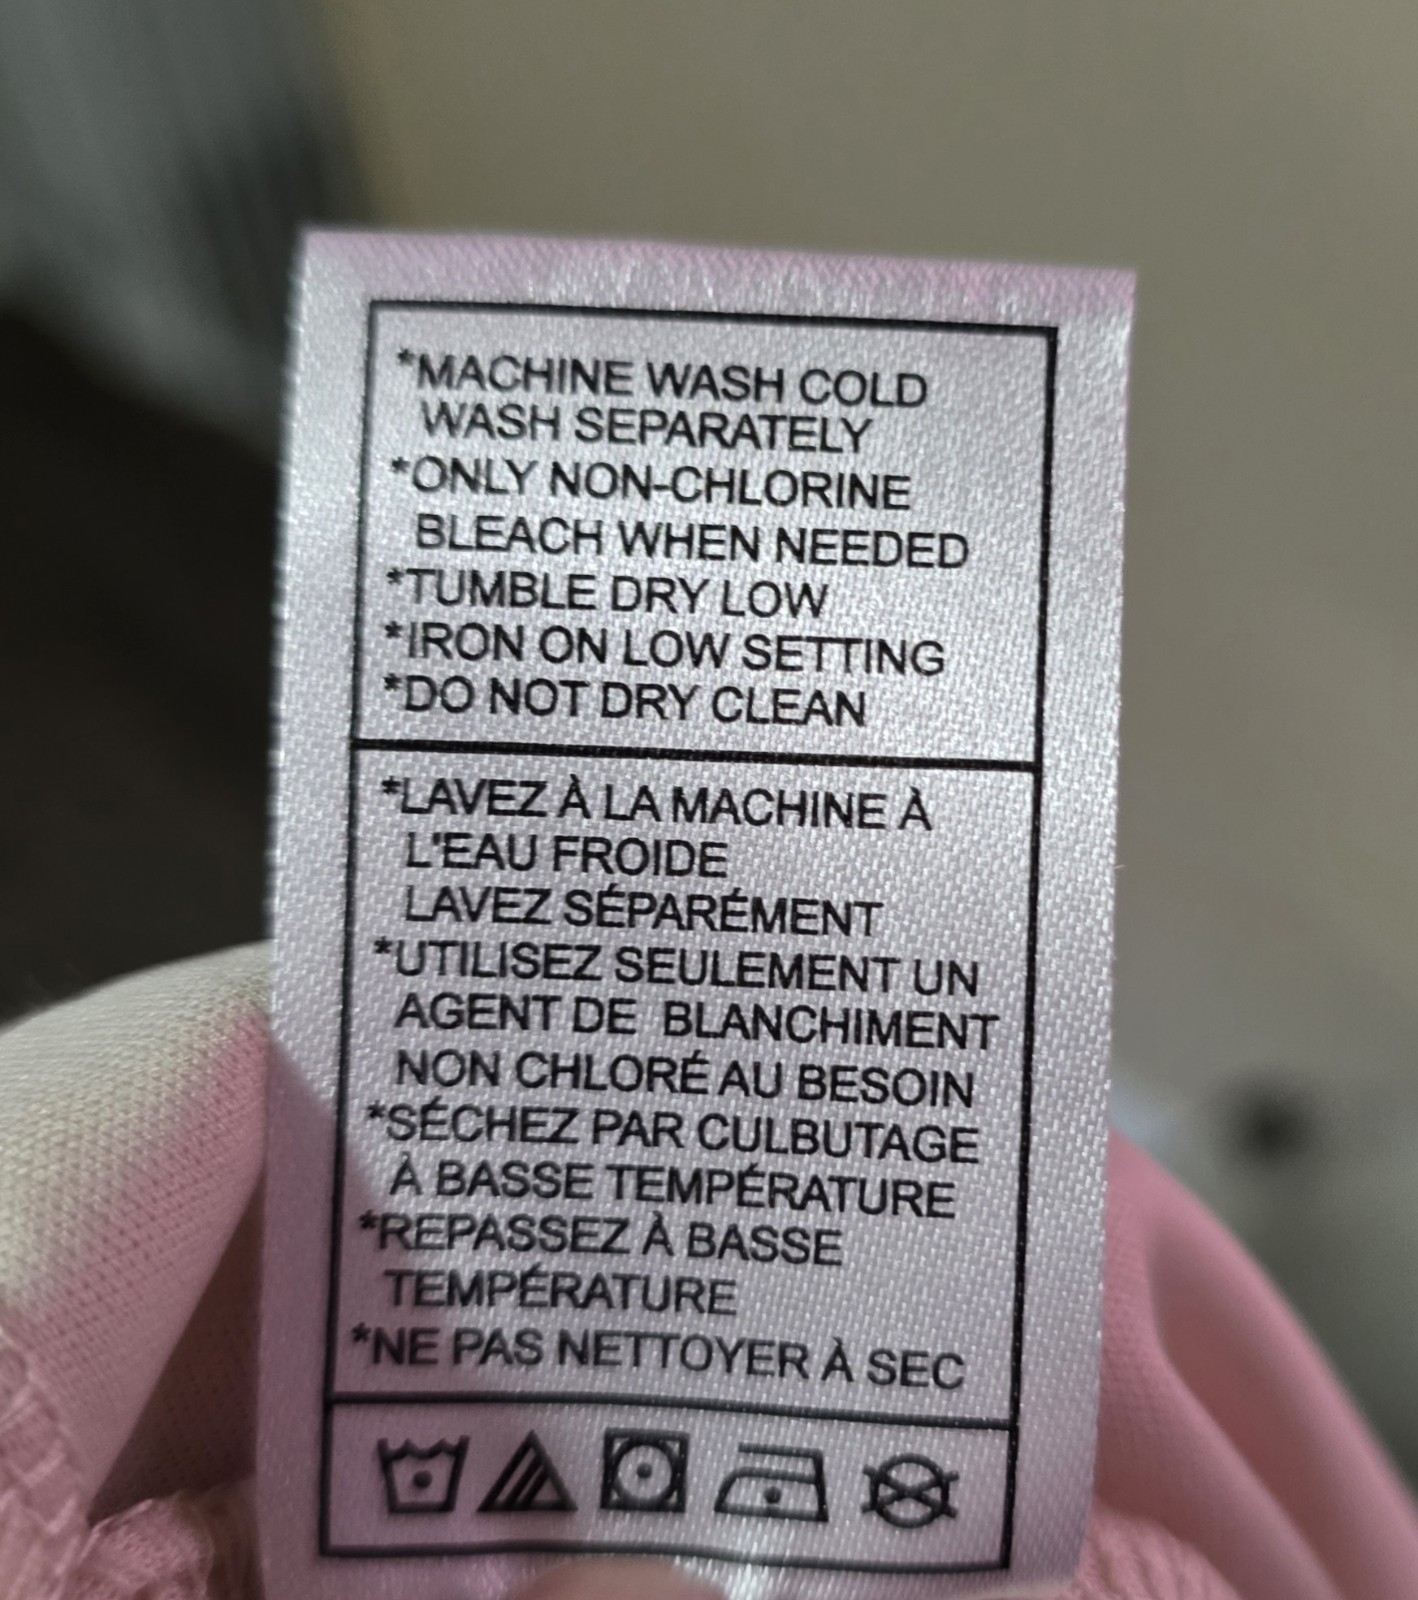 *MACHINE WASH COLD
WASH SEPARATELY
*ONLY NON-CHLORINE
BLEACH WHEN NEEDED
*TUMBLE DRY LOW
*IRON ON LOW SETTING
*DO NOT DRY CLEAN
*LAVEZ À LA MACHINE À
L'EAU FROIDE
LAVEZ SÉPARÉMENT
*UTILISEZ SEULEMENT UN
AGENT DE BLANCHIMENT
NON CHLORÉ AU BESOIN
*SÉCHEZ PAR CULBUTAGE
À BASSE TEMPÉRATURE
*REPASSEZ À BASSE
TEMPÉRATURE
*NE PAS NETTOYER À SEC